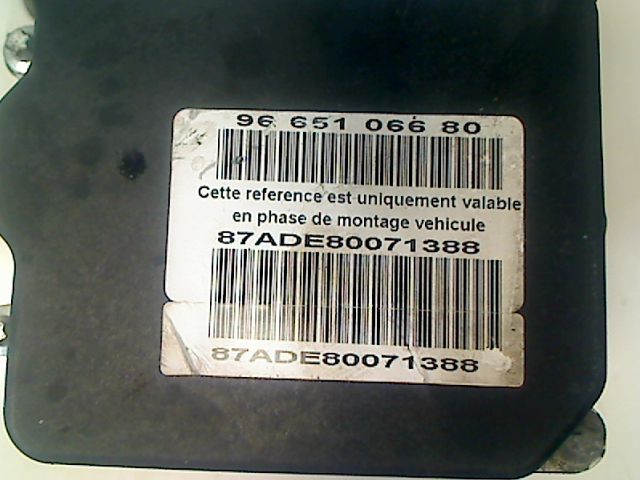 96 651 066 80
Cette reference est uniquement valable
en phase de montage vehicule
87ADE80071388
87ADE80071388